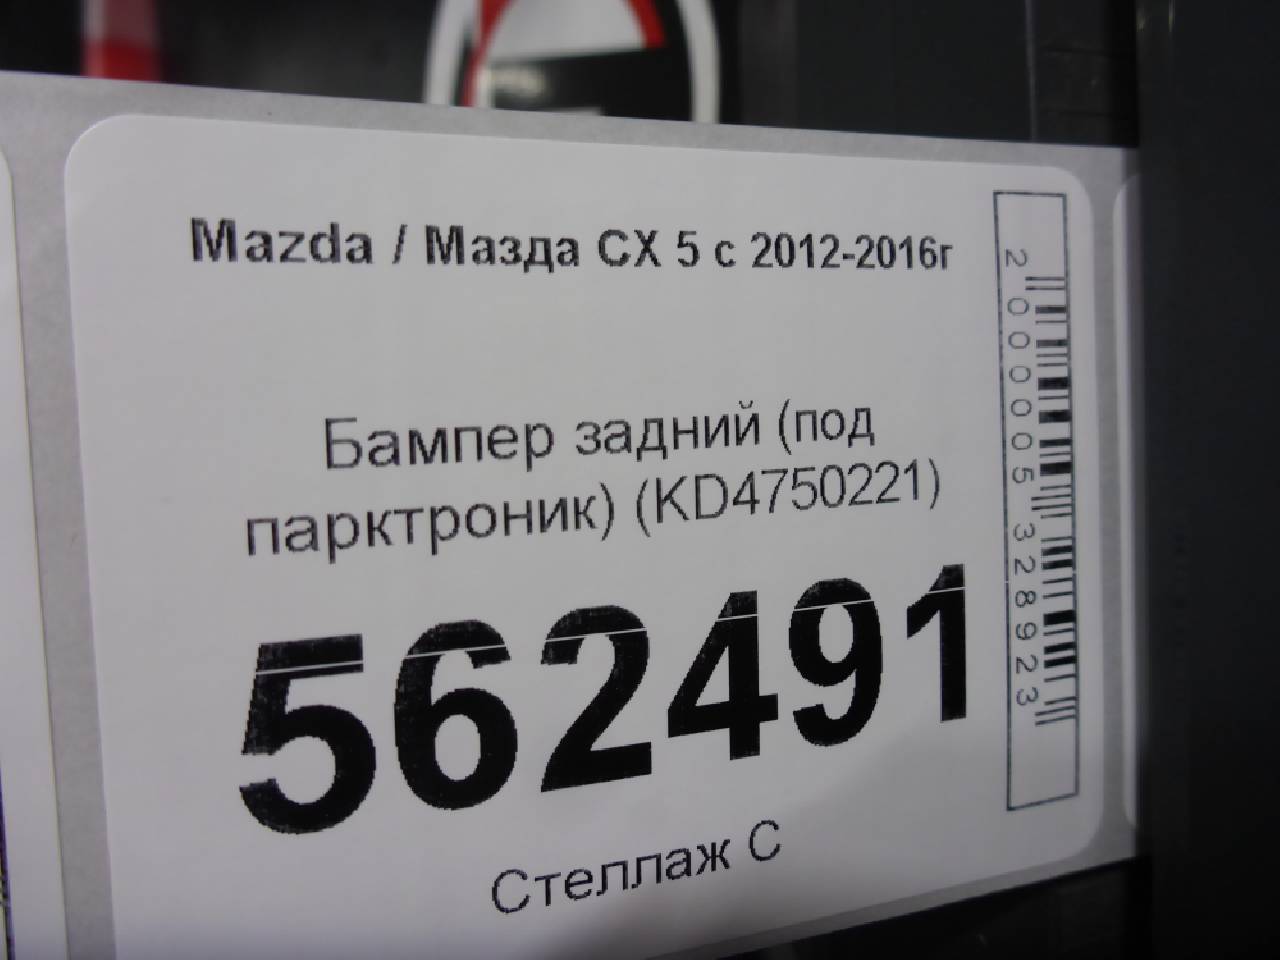 Mazda / Мазда CX 5 с 2012-2016г
Бампер задний (под
парктроник) (KD4750221)
562491
Стеллаж С
2000005328923